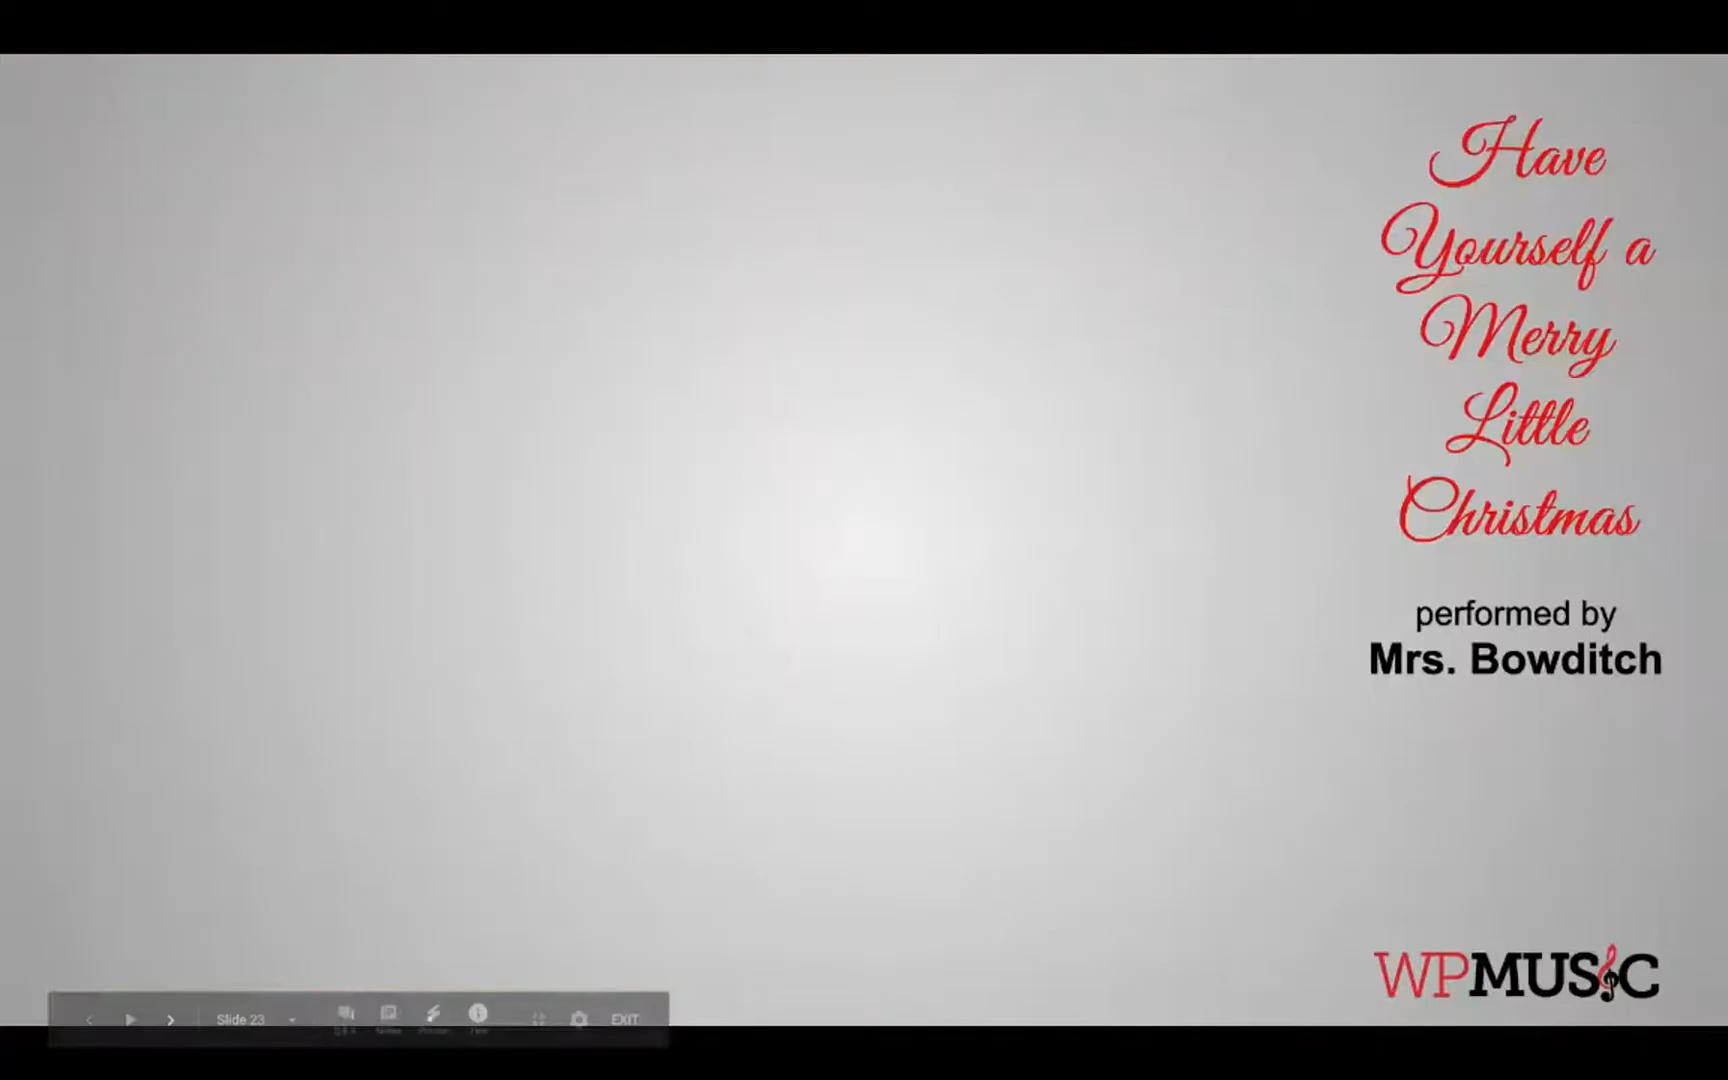 Have
Yourself a
Merry
Little
Christmas
performed by
Mrs. Bowditch
WPMUSIC
Slide 23
EXIT